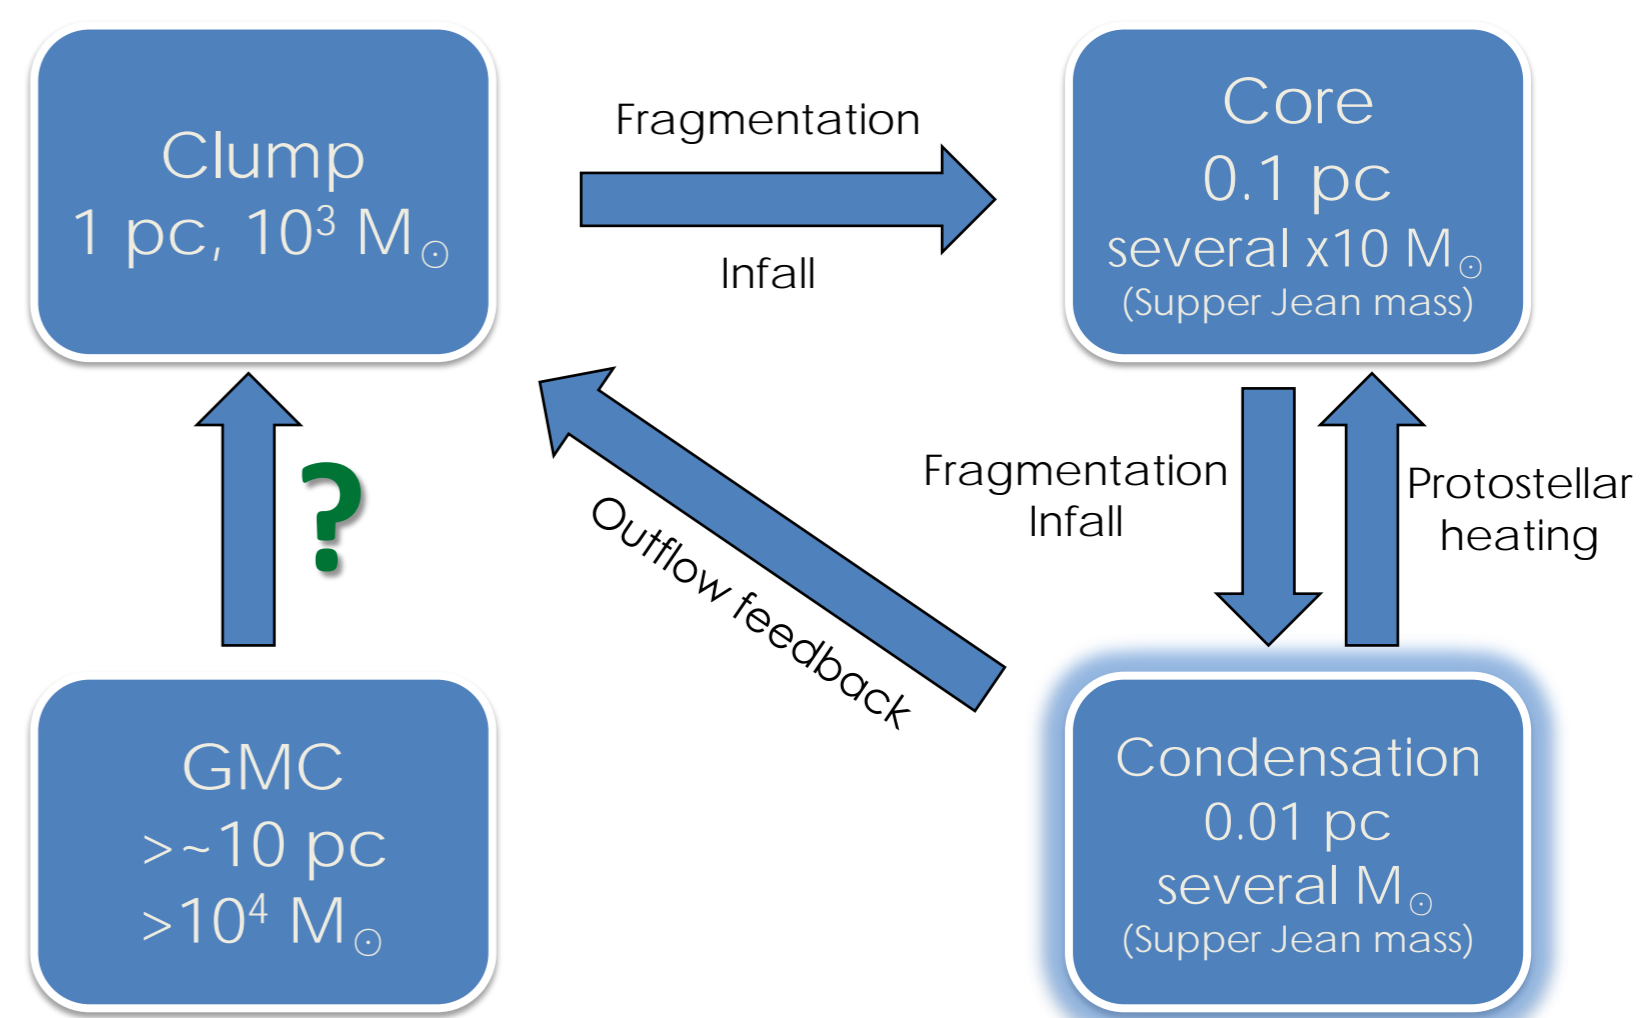 Clump
1 pc, 10³ M☉
Fragmentation
Infall
Core
0.1 pc
several x10 M☉
(Supper Jean mass)
?
Outflow feedback
Fragmentation
Infall
Protostellar
heating
GMC
>~10 pc
>10⁴ M☉
Condensation
0.01 pc
several M☉
(Supper Jean mass)